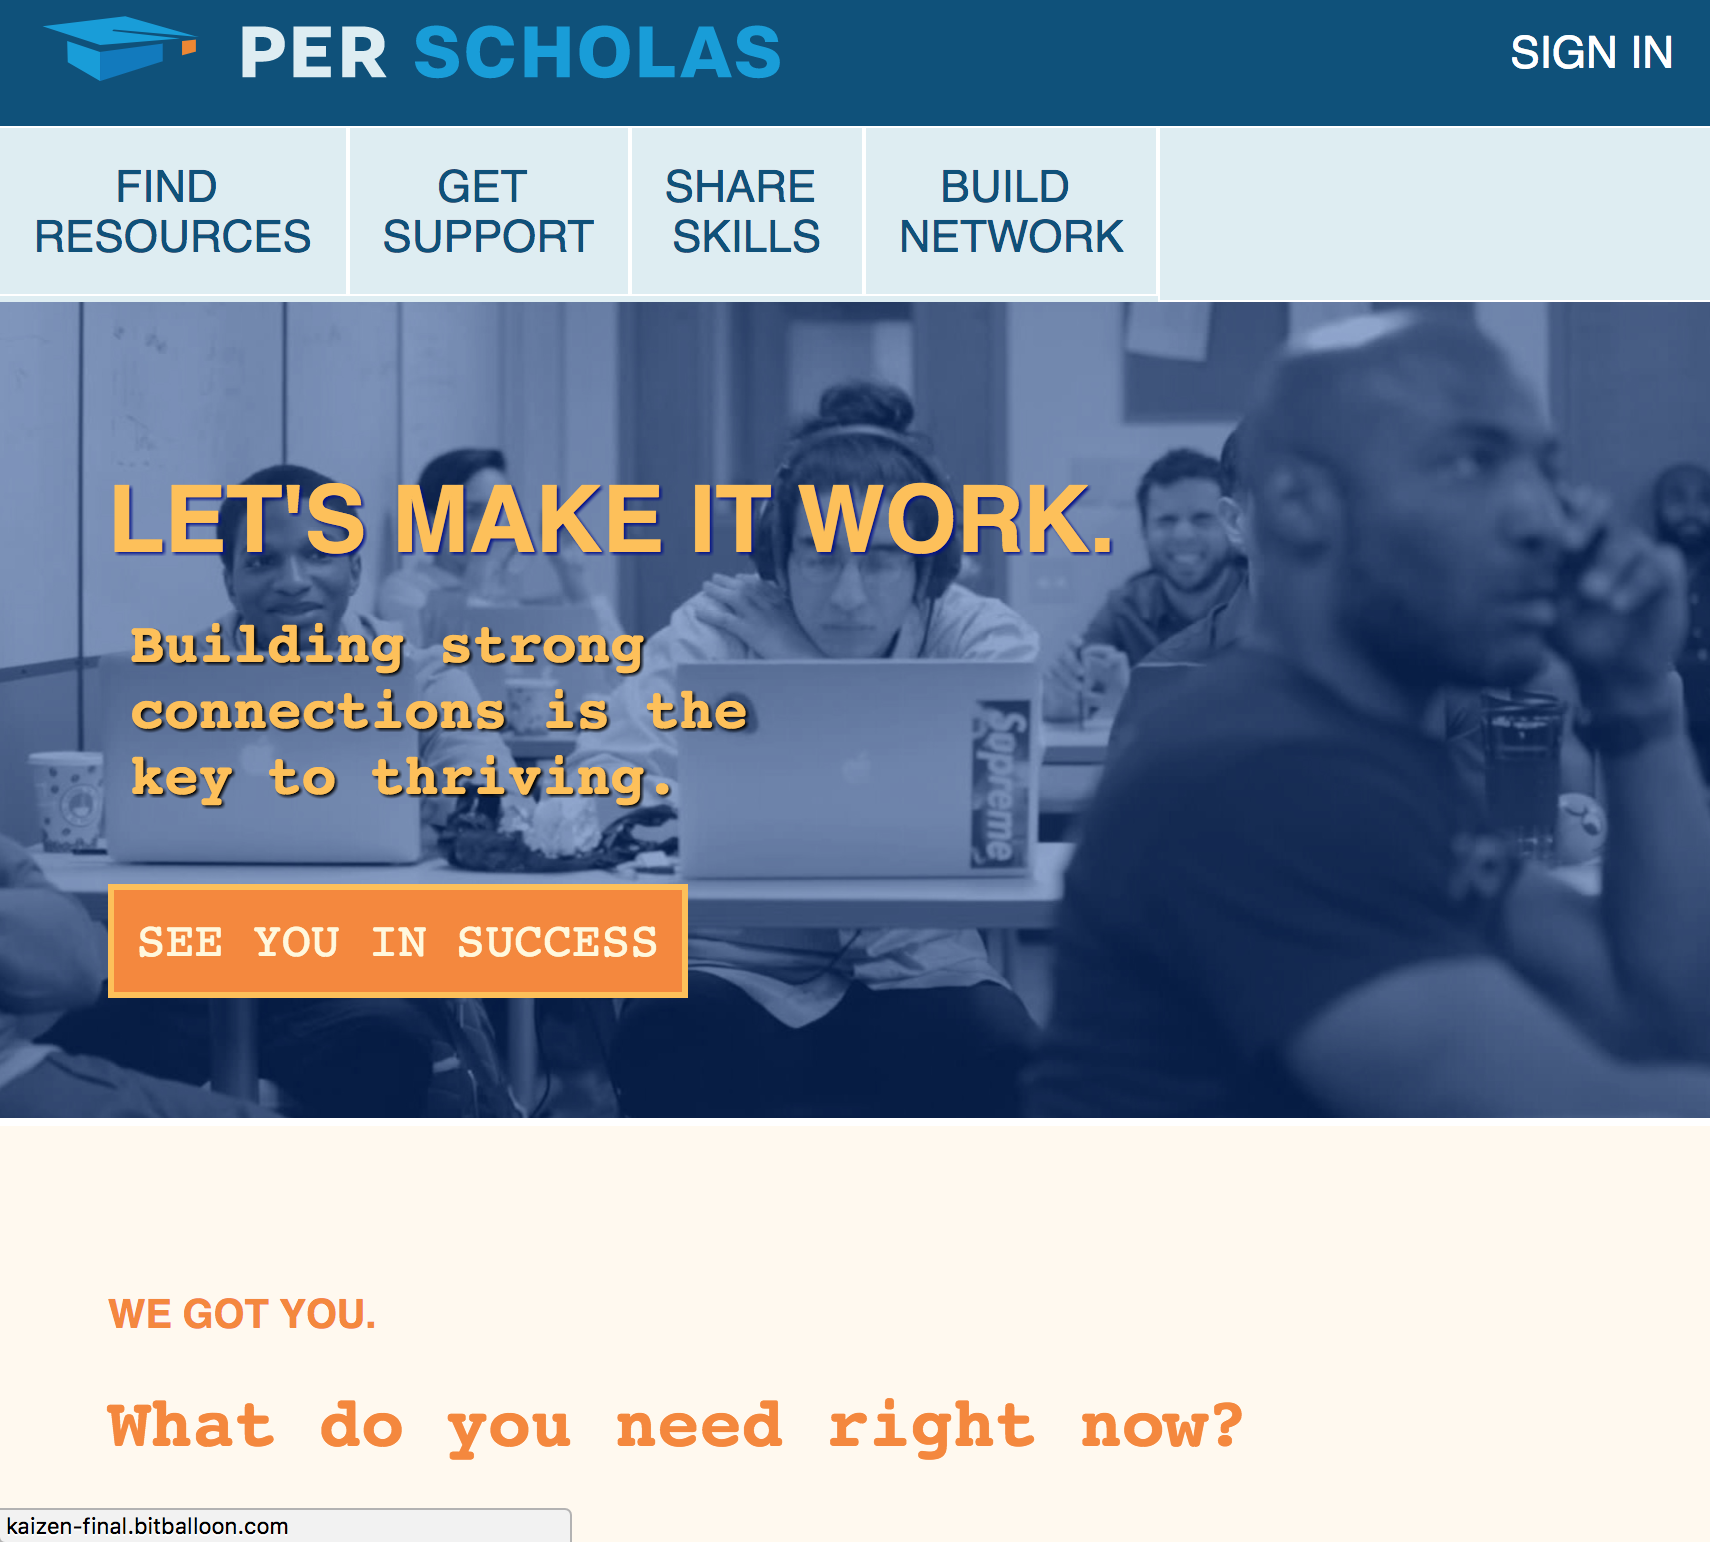 PER SCHOLAS
SIGN IN
FIND
RESOURCES
GET
SUPPORT
SHARE
SKILLS
BUILD
NETWORK
LET'S MAKE IT WORK.
Building strong
connections is the
key to thriving.
Supreme
SEE YOU IN SUCCESS
WE GOT YOU.
What do you need right now?
kaizen-final.bitballoon.com